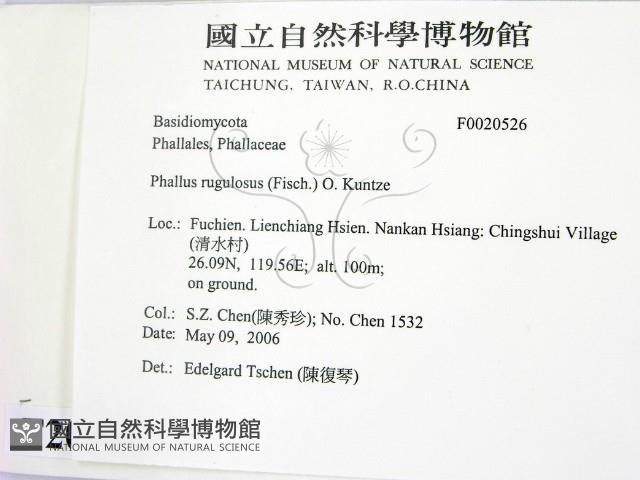 國立自然科學博物館
NATIONAL MUSEUM OF NATURAL SCIENCE
TAICHUNG, TAIWAN, R.O.CHINA
Basidiomycota F0020526
Phallales, Phallaceae
Phallus rugulosus (Fisch.) O. Kuntze
Loc.: Fuchien. Lienchiang Hsien. Nankan Hsiang: Chingshui Village
(清水村)
26.09N, 119.56E; alt. 100m;
on ground.
Col.: S.Z. Chen(陳秀珍); No. Chen 1532
Date: May 09, 2006
Det.: Edelgard Tschen (陳復琴)
國立自然科學博物館
NATIONAL MUSEUM OF NATURAL SCIENCE